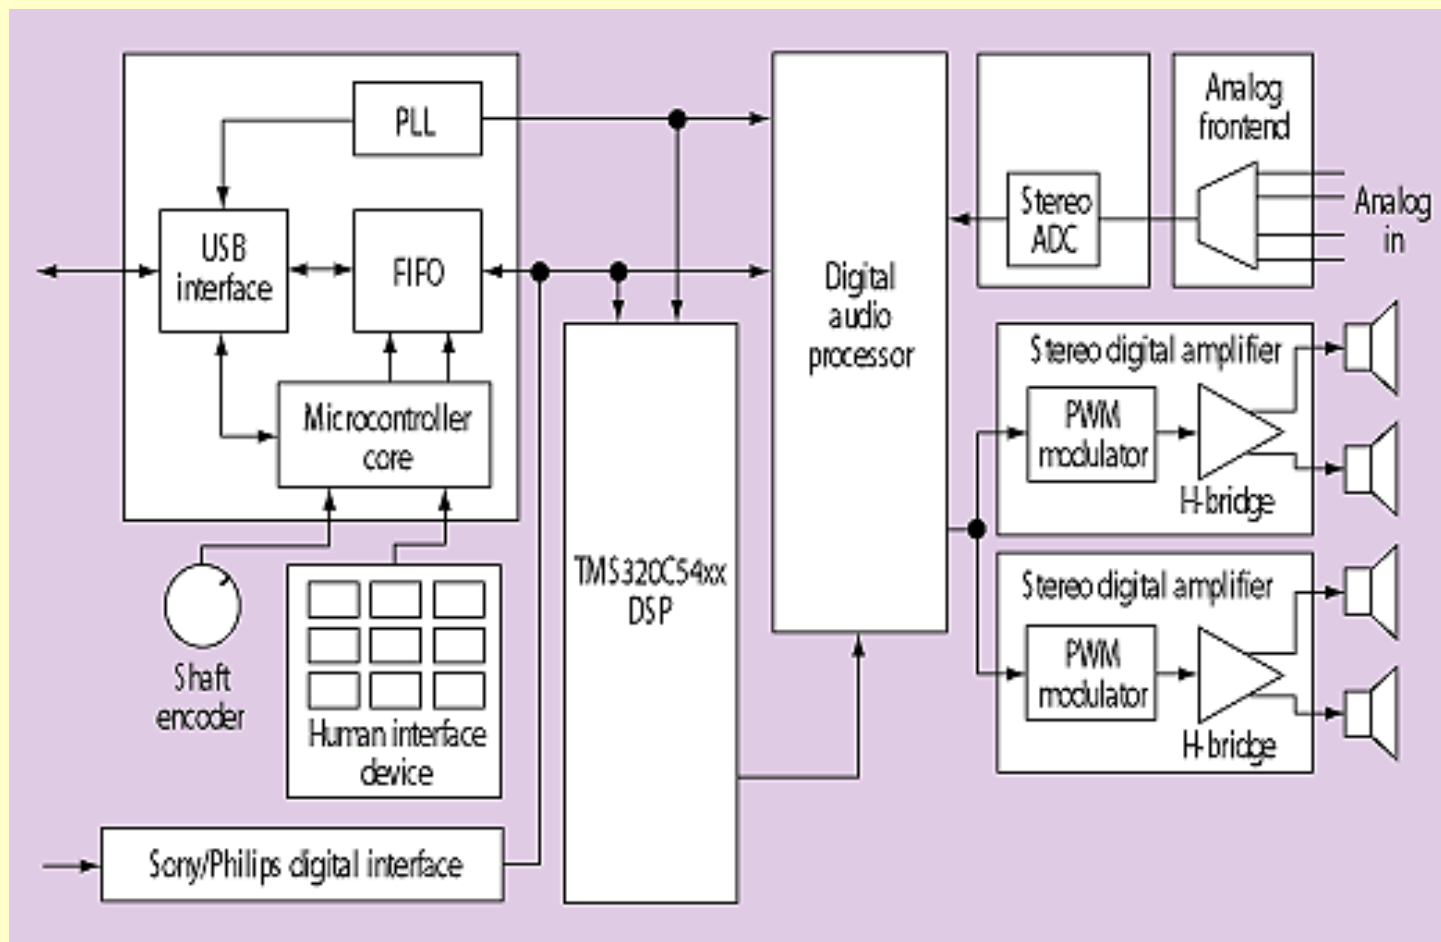 PLL
USB
interface
FIFO
Microcontroller
core
Shaft
encoder
Human interface
device
Sony/Philips digital interface
TMS320C54xx
DSP
Digital
audio
processor
Stereo
ADC
Analog
frontend
Analog
in
Stereo digital amplifier
PWM
modulator
H-bridge
Stereo digital amplifier
PWM
modulator
H-bridge